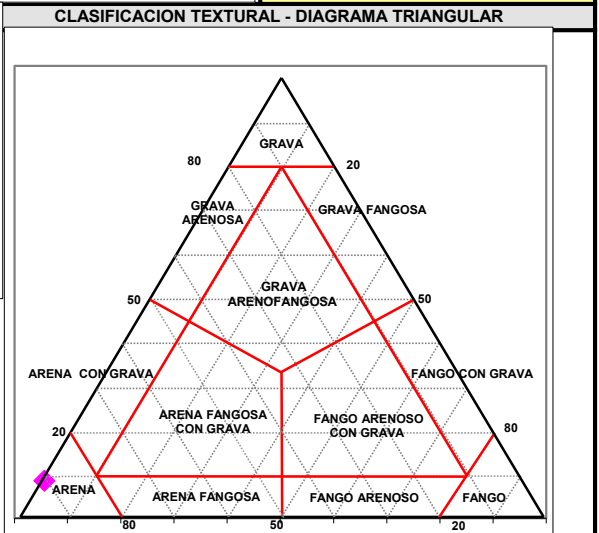 CLASIFICACION TEXTURAL - DIAGRAMA TRIANGULAR
GRAVA
80
20
GRAVA
ARENOSA
GRAVA FANGOSA
GRAVA
ARENOFANGOSA
50
50
ARENA CON GRAVA
FANGO CON GRAVA
ARENA FANGOSA
CON GRAVA
FANGO ARENOSO
CON GRAVA
20
80
ARENA
ARENA FANGOSA
FANGO ARENOSO
FANGO
80
50
20